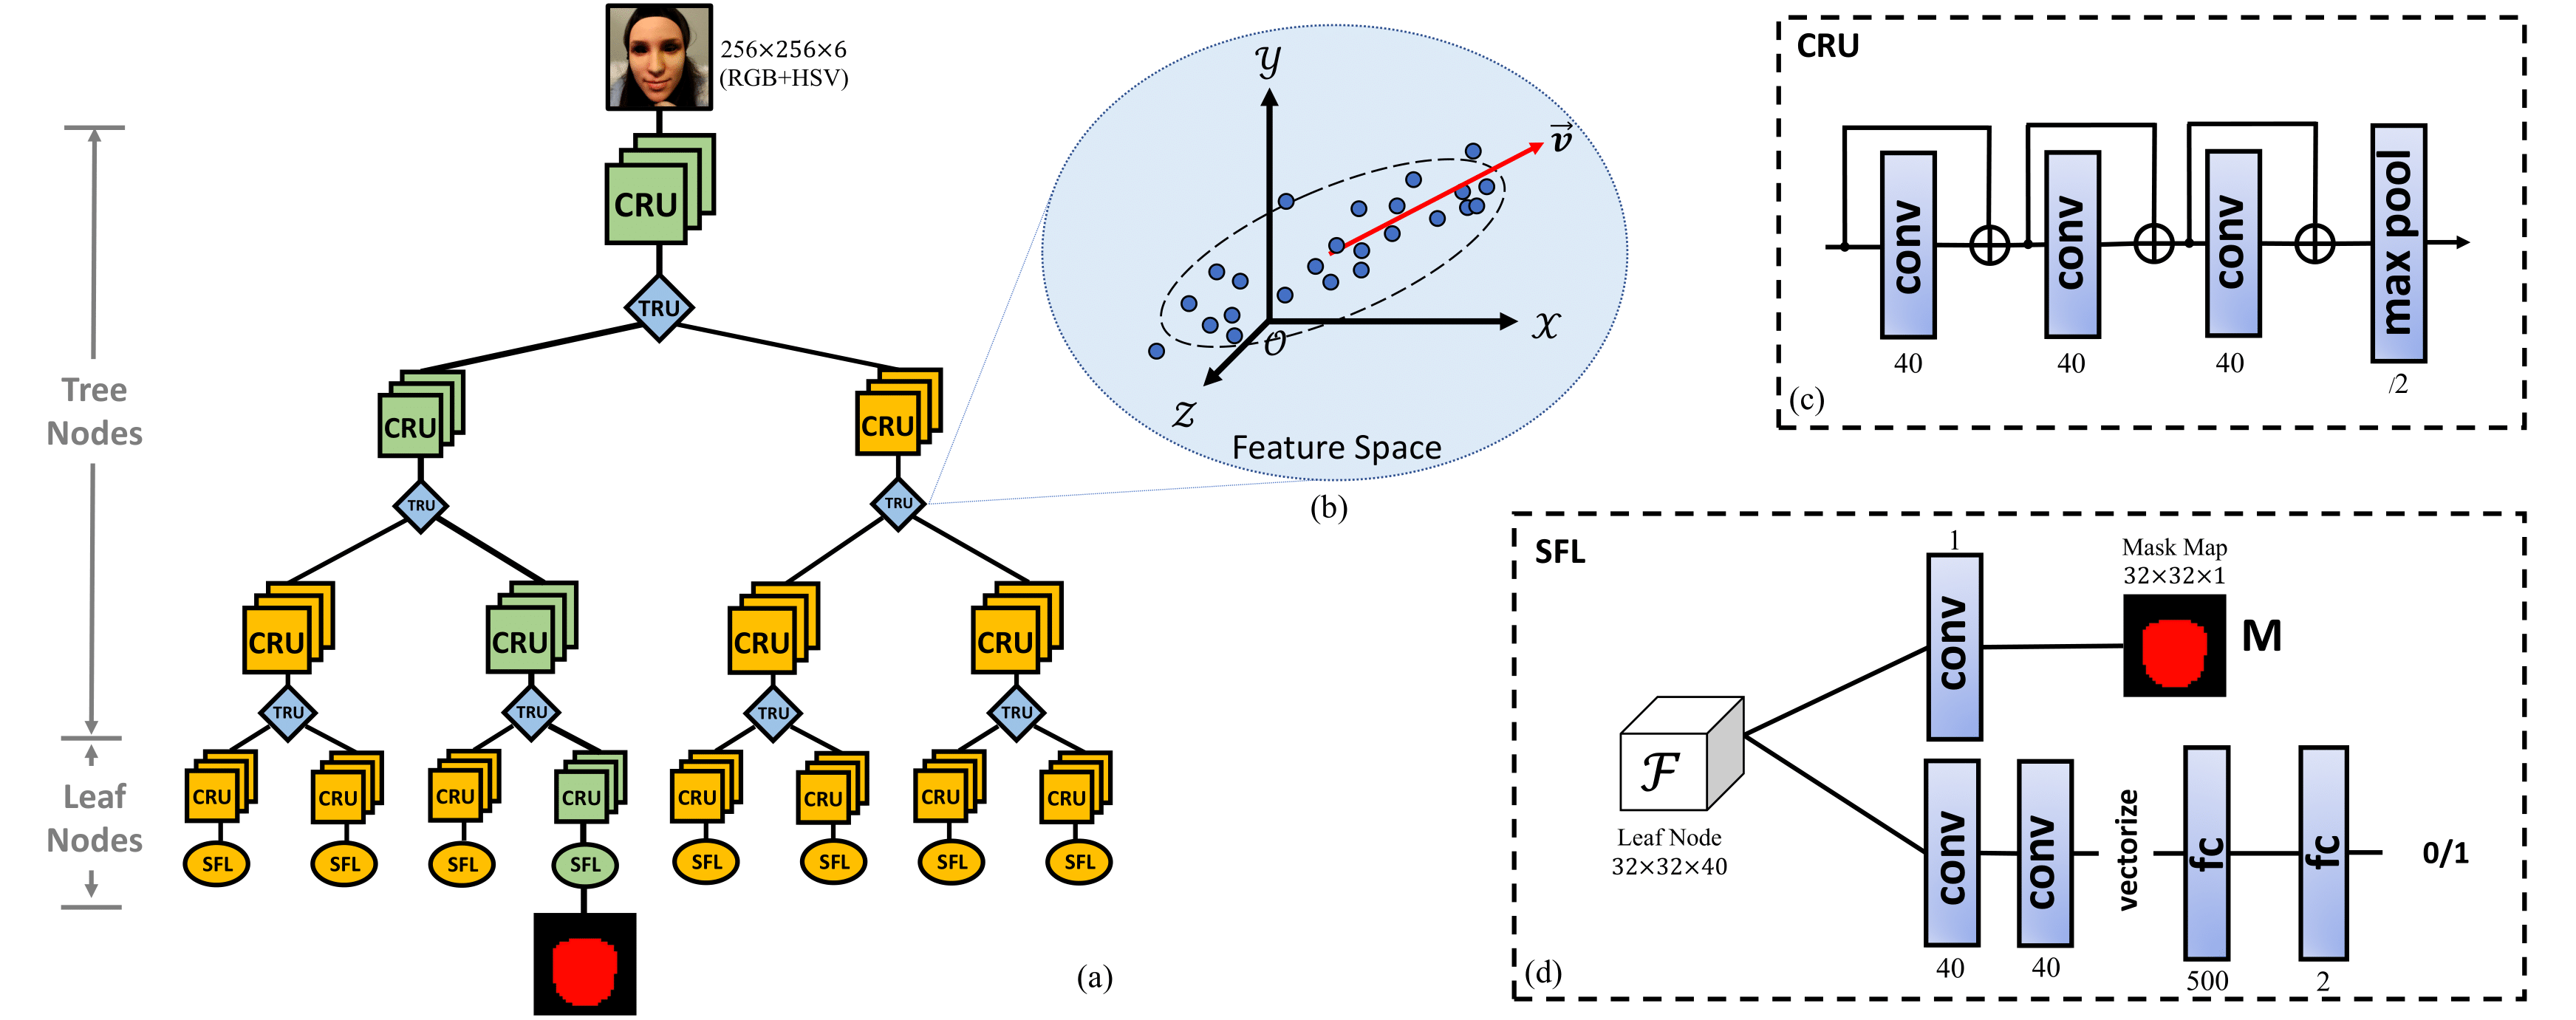 256×256×6
(RGB+HSV)
CRU
TRU
CRU
CRU
TRU
TRU
CRU
CRU
CRU
CRU
TRU
TRU
TRU
TRU
CRU
CRU
CRU
CRU
CRU
CRU
CRU
CRU
SFL
SFL
SFL
SFL
SFL
SFL
SFL
SFL
Tree
Nodes
Leaf
Nodes
(a)
𝒴
v⃗
𝒳
𝒪
𝒵
Feature Space
(b)
CRU
conv
conv
conv
max pool
40
40
40
/2
(c)
SFL
1
conv
Mask Map
32×32×1
M
ℱ
Leaf Node
32×32×40
conv
conv
vectorize
fc
fc
0/1
40
40
500
2
(d)